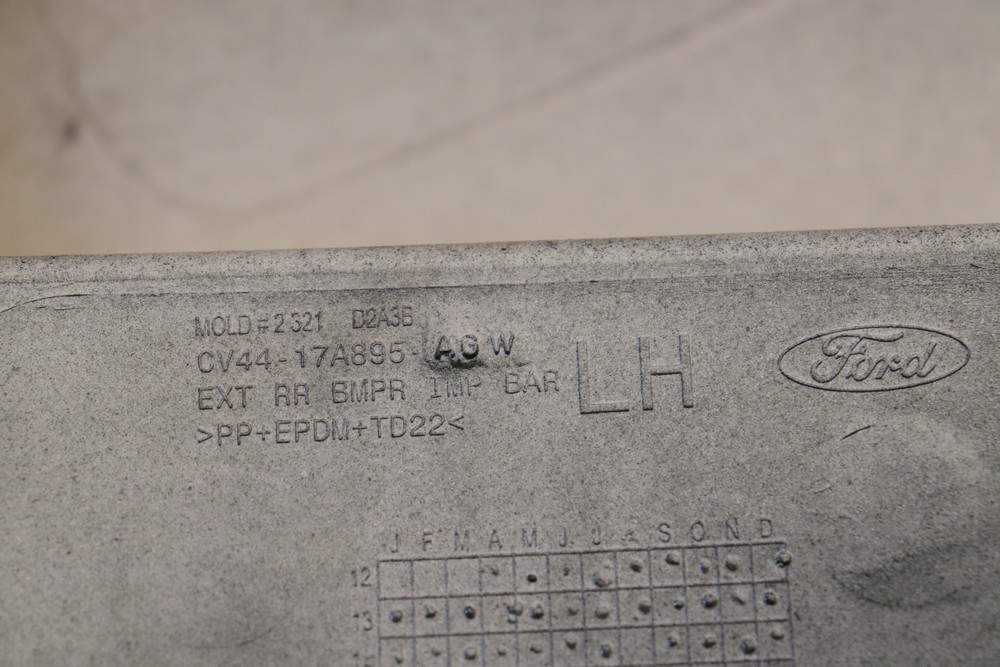 MOLD#2321 D2A3B
CV44-17A895-AGW
EXT RR BMPR IMP BAR
>PP+EPDM+TD22<
LH
Ford
J F M A M J J A S O N D
12
13